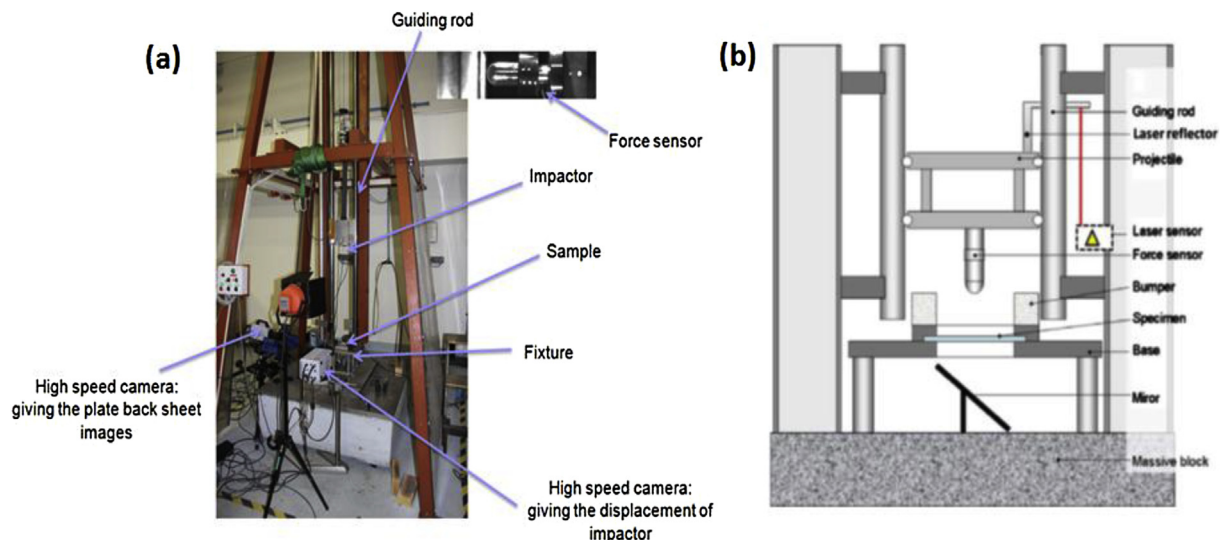 (a)
Guiding rod
Force sensor
Impactor
Sample
Fixture
High speed camera:
giving the plate back sheet
images
High speed camera:
giving the displacement of
impactor
(b)
Guiding rod
Laser reflector
Projectile
Laser sensor
Force sensor
Bumper
Specimen
Base
Miror
Massive block